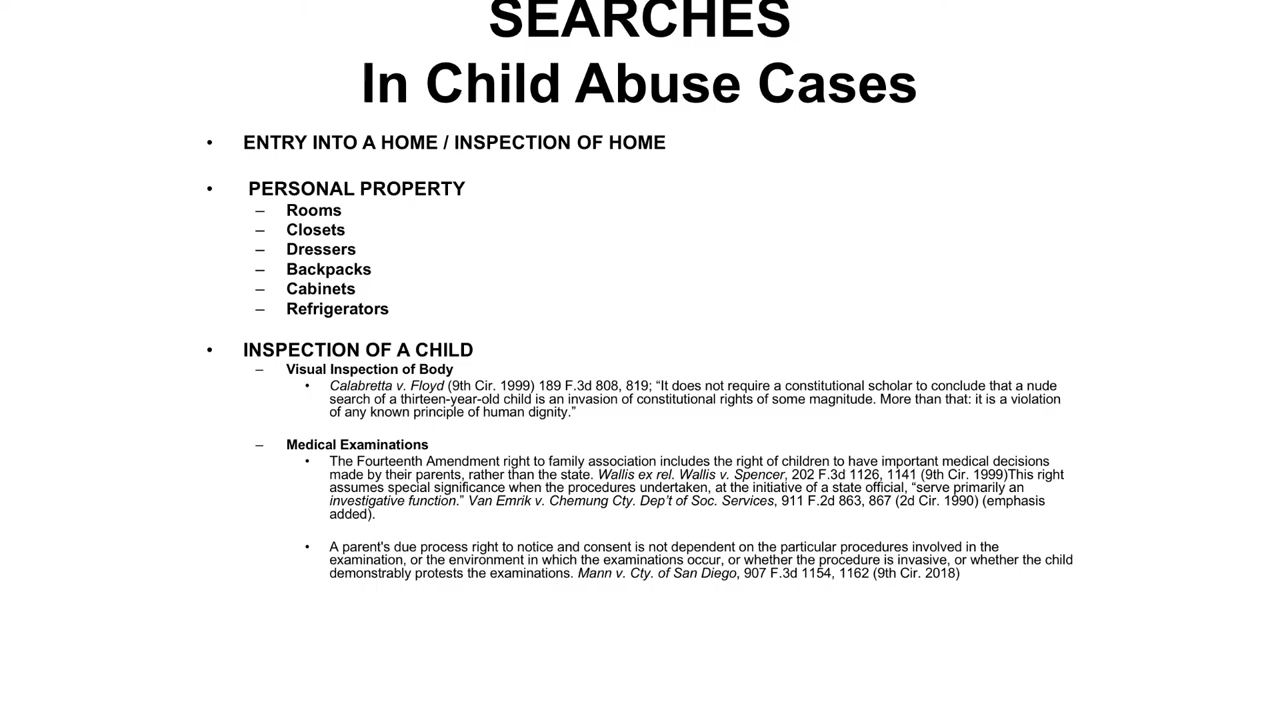 SEARCHES
In Child Abuse Cases
• ENTRY INTO A HOME / INSPECTION OF HOME
• PERSONAL PROPERTY
– Rooms
– Closets
– Dressers
– Backpacks
– Cabinets
– Refrigerators
• INSPECTION OF A CHILD
– Visual Inspection of Body
• Calabretta v. Floyd (9th Cir. 1999) 189 F.3d 808, 819; “It does not require a constitutional scholar to conclude that a nude
search of a thirteen-year-old child is an invasion of constitutional rights of some magnitude. More than that: it is a violation
of any known principle of human dignity.”
– Medical Examinations
• The Fourteenth Amendment right to family association includes the right of children to have important medical decisions
made by their parents, rather than the state. Wallis ex rel. Wallis v. Spencer, 202 F.3d 1126, 1141 (9th Cir. 1999)This right
assumes special significance when the procedures undertaken, at the initiative of a state official, “serve primarily an
investigative function.” Van Emrik v. Chemung Cty. Dep’t of Soc. Services, 911 F.2d 863, 867 (2d Cir. 1990) (emphasis
added).
• A parent's due process right to notice and consent is not dependent on the particular procedures involved in the
examination, or the environment in which the examinations occur, or whether the procedure is invasive, or whether the child
demonstrably protests the examinations. Mann v. Cty. of San Diego, 907 F.3d 1154, 1162 (9th Cir. 2018)